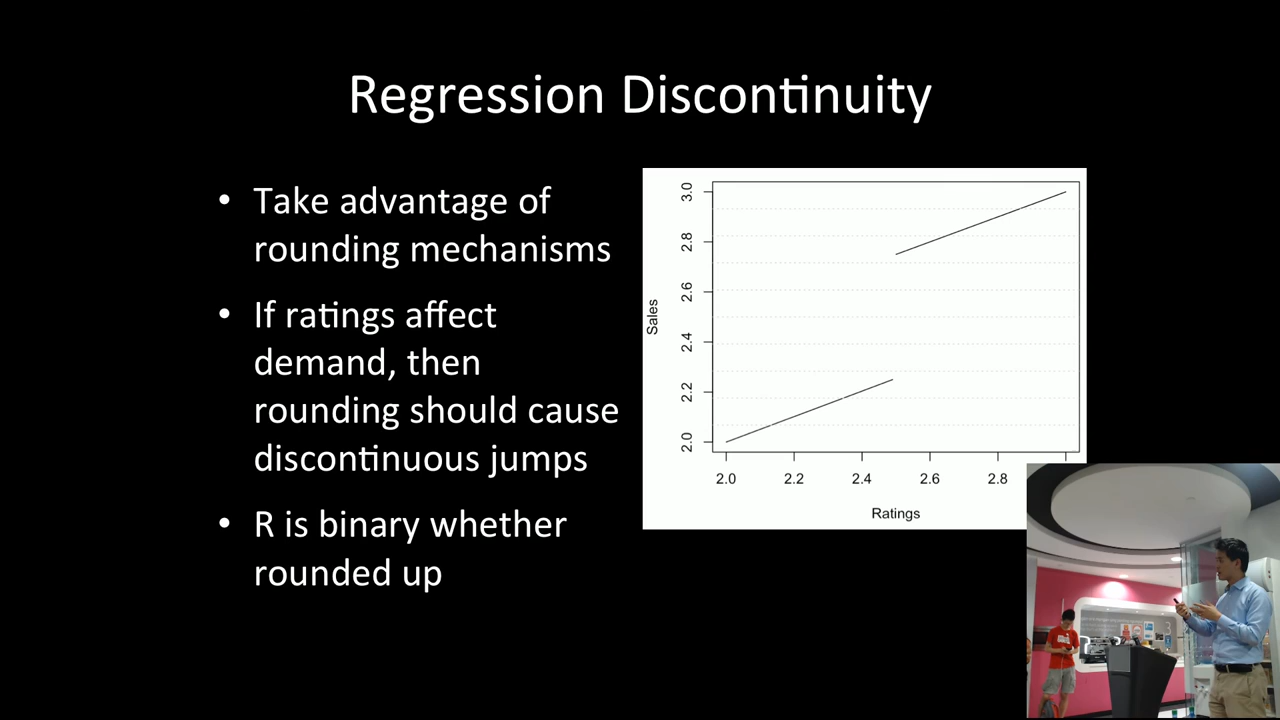 Regression Discontinuity
• Take advantage of
rounding mechanisms
• If ratings affect
demand, then
rounding should cause
discontinuous jumps
• R is binary whether
rounded up
Sales
3.0
2.8
2.6
2.4
2.2
2.0
2.0 2.2 2.4 2.6 2.8
Ratings
3